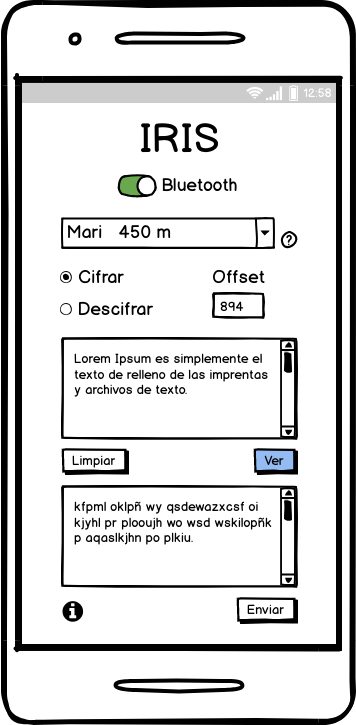 12:58
IRIS
Bluetooth
Mari 450 m
?
Cifrar Offset
Descifrar 894
Lorem Ipsum es simplemente el
texto de relleno de las imprentas
y archivos de texto.
Limpiar Ver
kfpml oklpñ wy qsdewazxcsf oi
kjyhl pr plooujh wo wsd wskilopñk
p aqaslkjhn po plkiu.
i Enviar